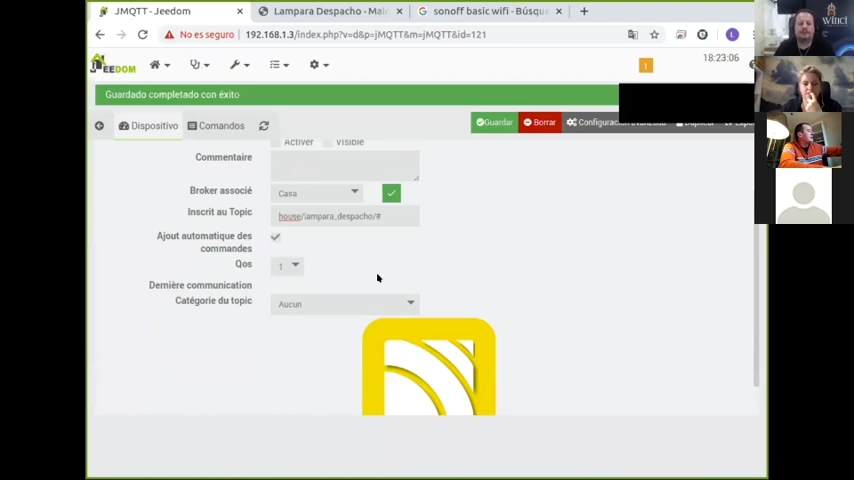 JMQTT - Jeedom
Lampara Despacho - Mai
sonoff basic wifi - Búsque
No es seguro
192.168.1.3/index.php?v=d&p=jMQTT&m=jMQTT&id=121
JEEDOM
1
18:23:06
Guardado completado con éxito
Dispositivo
Comandos
Guardar
Borrar
Configuración avanzada
Duplicar
Activer
Visible
Commentaire
Broker associé
Casa
Inscrit au Topic
house/lampara_despacho/#
Ajout automatique des
commandes
Qos
1
Dernière communication
Catégorie du topic
Aucun
winci